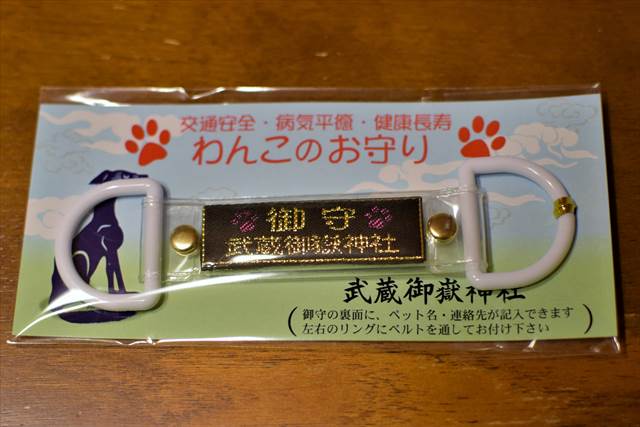 交通安全・病気平癒・健康長寿
わんこのお守り
御守
武蔵御嶽神社
武蔵御嶽神社
(御守の裏面に、ペット名・連絡先が記入できます
左右のリングにベルトを通してお付け下さい)